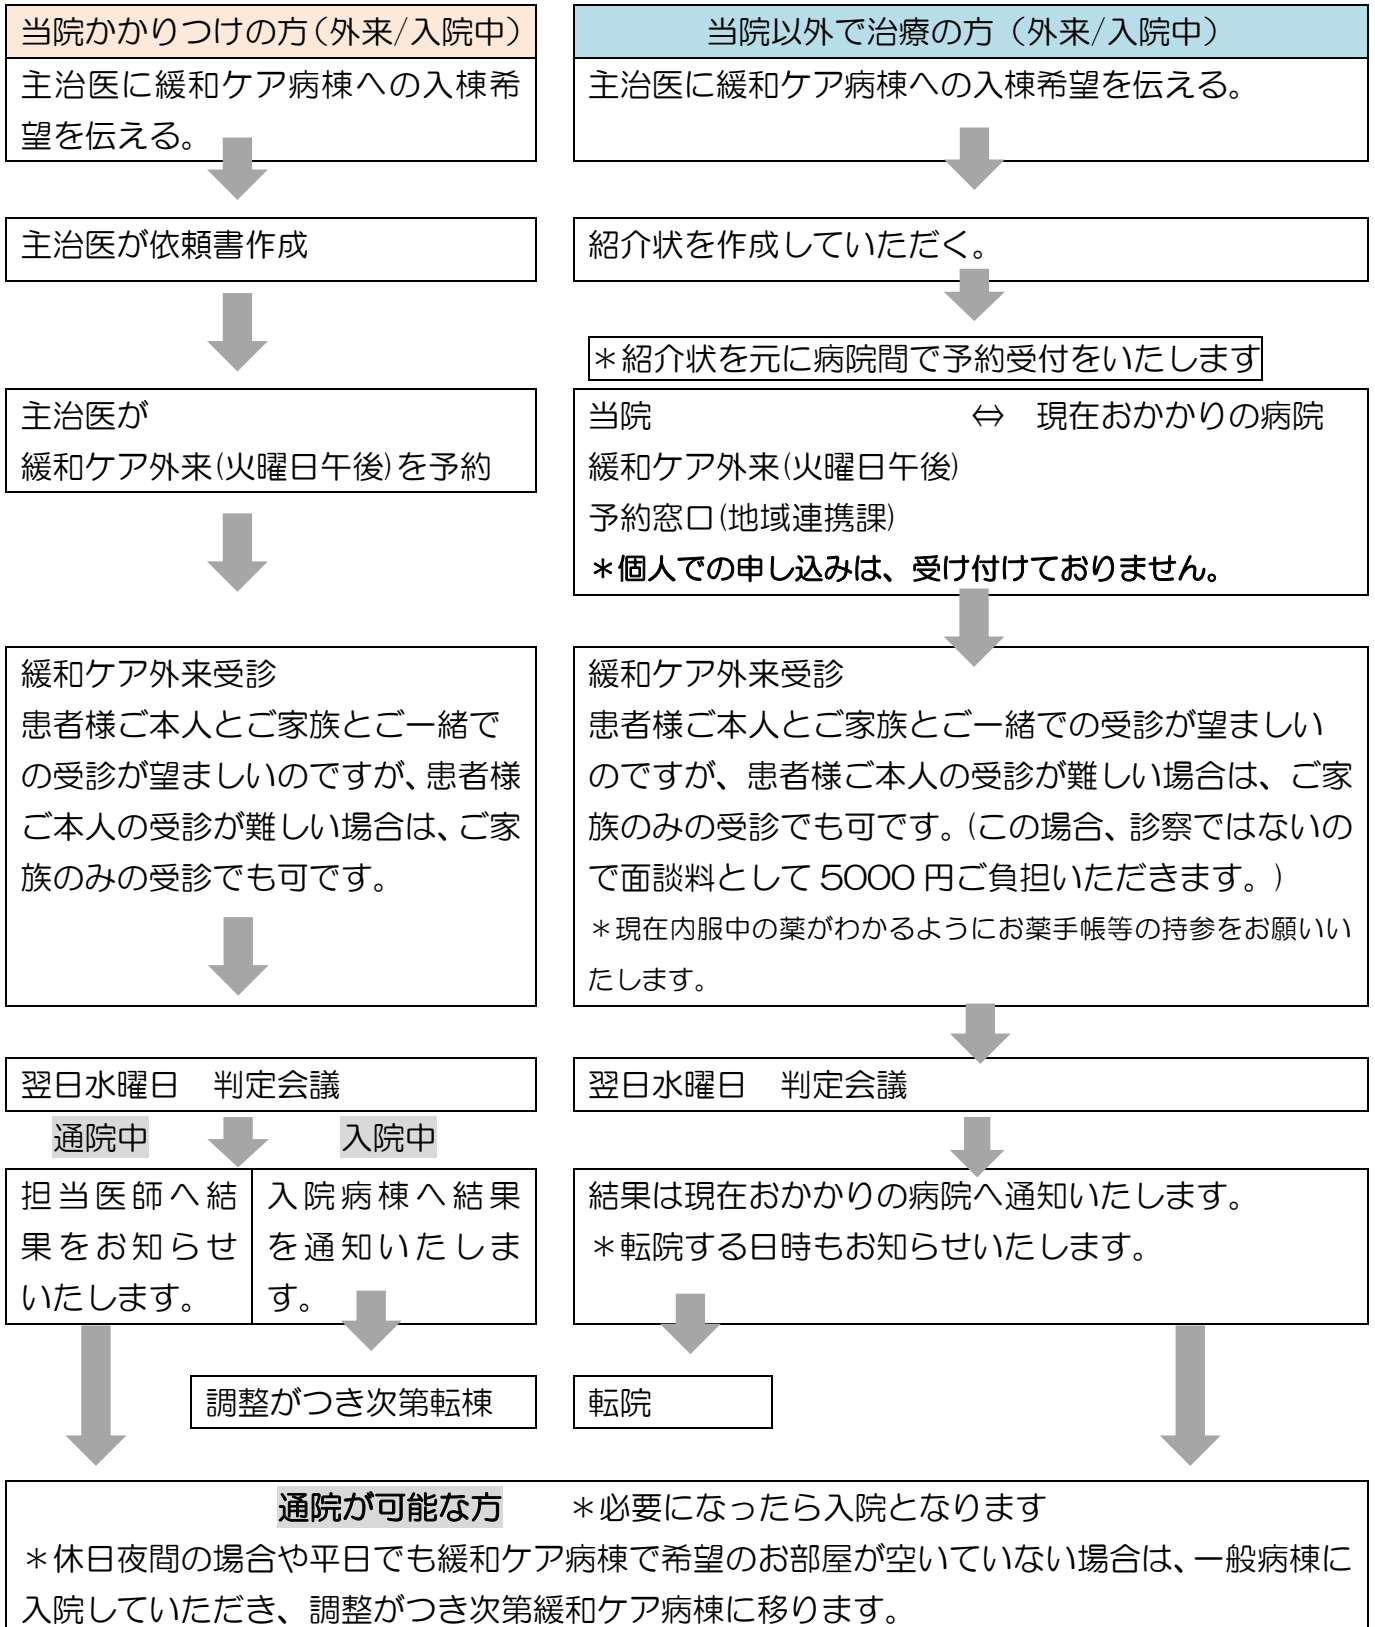 当院かかりつけの方（外来/入院中）
主治医に緩和ケア病棟への入棟希
望を伝える。
主治医が依頼書作成
主治医が
緩和ケア外来(火曜日午後)を予約
緩和ケア外来受診
患者様ご本人とご家族とご一緒で
の受診が望ましいのですが、患者様
ご本人の受診が難しい場合は、ご家
族のみの受診でも可です。
翌日水曜日　判定会議
通院中
入院中
担当医師へ結
果をお知らせ
いたします。
入院病棟へ結果
を通知いたしま
す。
調整がつき次第転棟
当院以外で治療の方（外来/入院中）
主治医に緩和ケア病棟への入棟希望を伝える。
紹介状を作成していただく。
＊紹介状を元に病院間で予約受付をいたします
当院　⇔　現在おかかりの病院
緩和ケア外来(火曜日午後)
予約窓口(地域連携課)
＊個人での申し込みは、受け付けておりません。
緩和ケア外来受診
患者様ご本人とご家族とご一緒での受診が望ましい
のですが、患者様ご本人の受診が難しい場合は、ご家
族のみの受診でも可です。(この場合、診察ではないの
で面談料として5000円ご負担いただきます。)
＊現在内服中の薬がわかるようにお薬手帳等の持参をお願いい
たします。
翌日水曜日　判定会議
結果は現在おかかりの病院へ通知いたします。
＊転院する日時もお知らせいたします。
転院
通院が可能な方　＊必要になったら入院となります
＊休日夜間の場合や平日でも緩和ケア病棟で希望のお部屋が空いていない場合は、一般病棟に
入院していただき、調整がつき次第緩和ケア病棟に移ります。